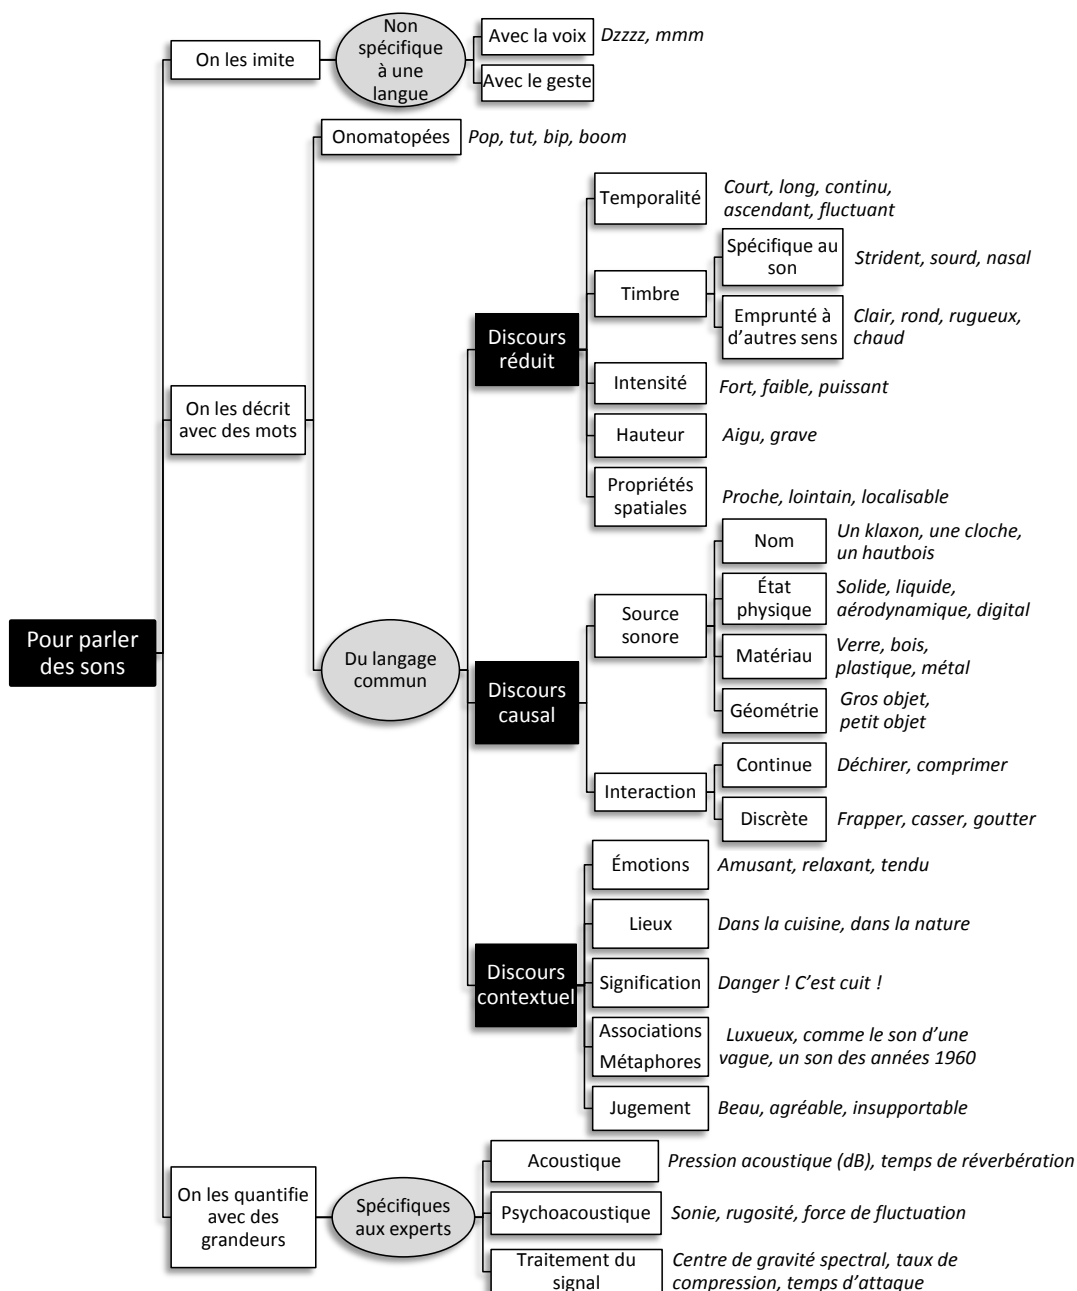 Pour parler
des sons
On les imite
Non
spécifique
à une
langue
Avec la voix
Dzzzz, mmm
Avec le geste
On les décrit
avec des mots
Onomatopées
Pop, tut, bip, boom
Du langage
commun
Discours
réduit
Temporalité
Court, long, continu,
ascendant, fluctuant
Timbre
Spécifique au
son
Strident, sourd, nasal
Emprunté à
d’autres sens
Clair, rond, rugueux,
chaud
Intensité
Fort, faible, puissant
Hauteur
Aigu, grave
Propriétés
spatiales
Proche, lointain, localisable
Discours
causal
Source
sonore
Nom
Un klaxon, une cloche,
un hautbois
État
physique
Solide, liquide,
aérodynamique, digital
Matériau
Verre, bois,
plastique, métal
Géométrie
Gros objet,
petit objet
Interaction
Continue
Déchirer, comprimer
Discrète
Frapper, casser, goutter
Discours
contextuel
Émotions
Amusant, relaxant, tendu
Lieux
Dans la cuisine, dans la nature
Signification
Danger ! C’est cuit !
Associations
Métaphores
Luxueux, comme le son d’une
vague, un son des années 1960
Jugement
Beau, agréable, insupportable
On les quantifie
avec des
grandeurs
Spécifiques
aux experts
Acoustique
Pression acoustique (dB), temps de réverbération
Psychoacoustique
Sonie, rugosité, force de fluctuation
Traitement du
signal
Centre de gravité spectral, taux de
compression, temps d’attaque